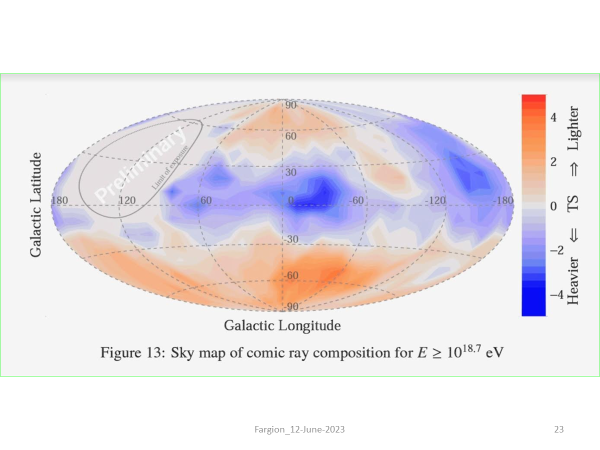 90
60
30
0
-30
-60
-90
180
120
60
-60
-120
-180
Preliminary
Limit of exposure
Galactic Latitude
Galactic Longitude
4
2
0
−2
−4
Heavier ⇐ TS ⇒ Lighter
Figure 13: Sky map of comic ray composition for E ≥ 10^18.7 eV
Fargion_12-June-2023
23